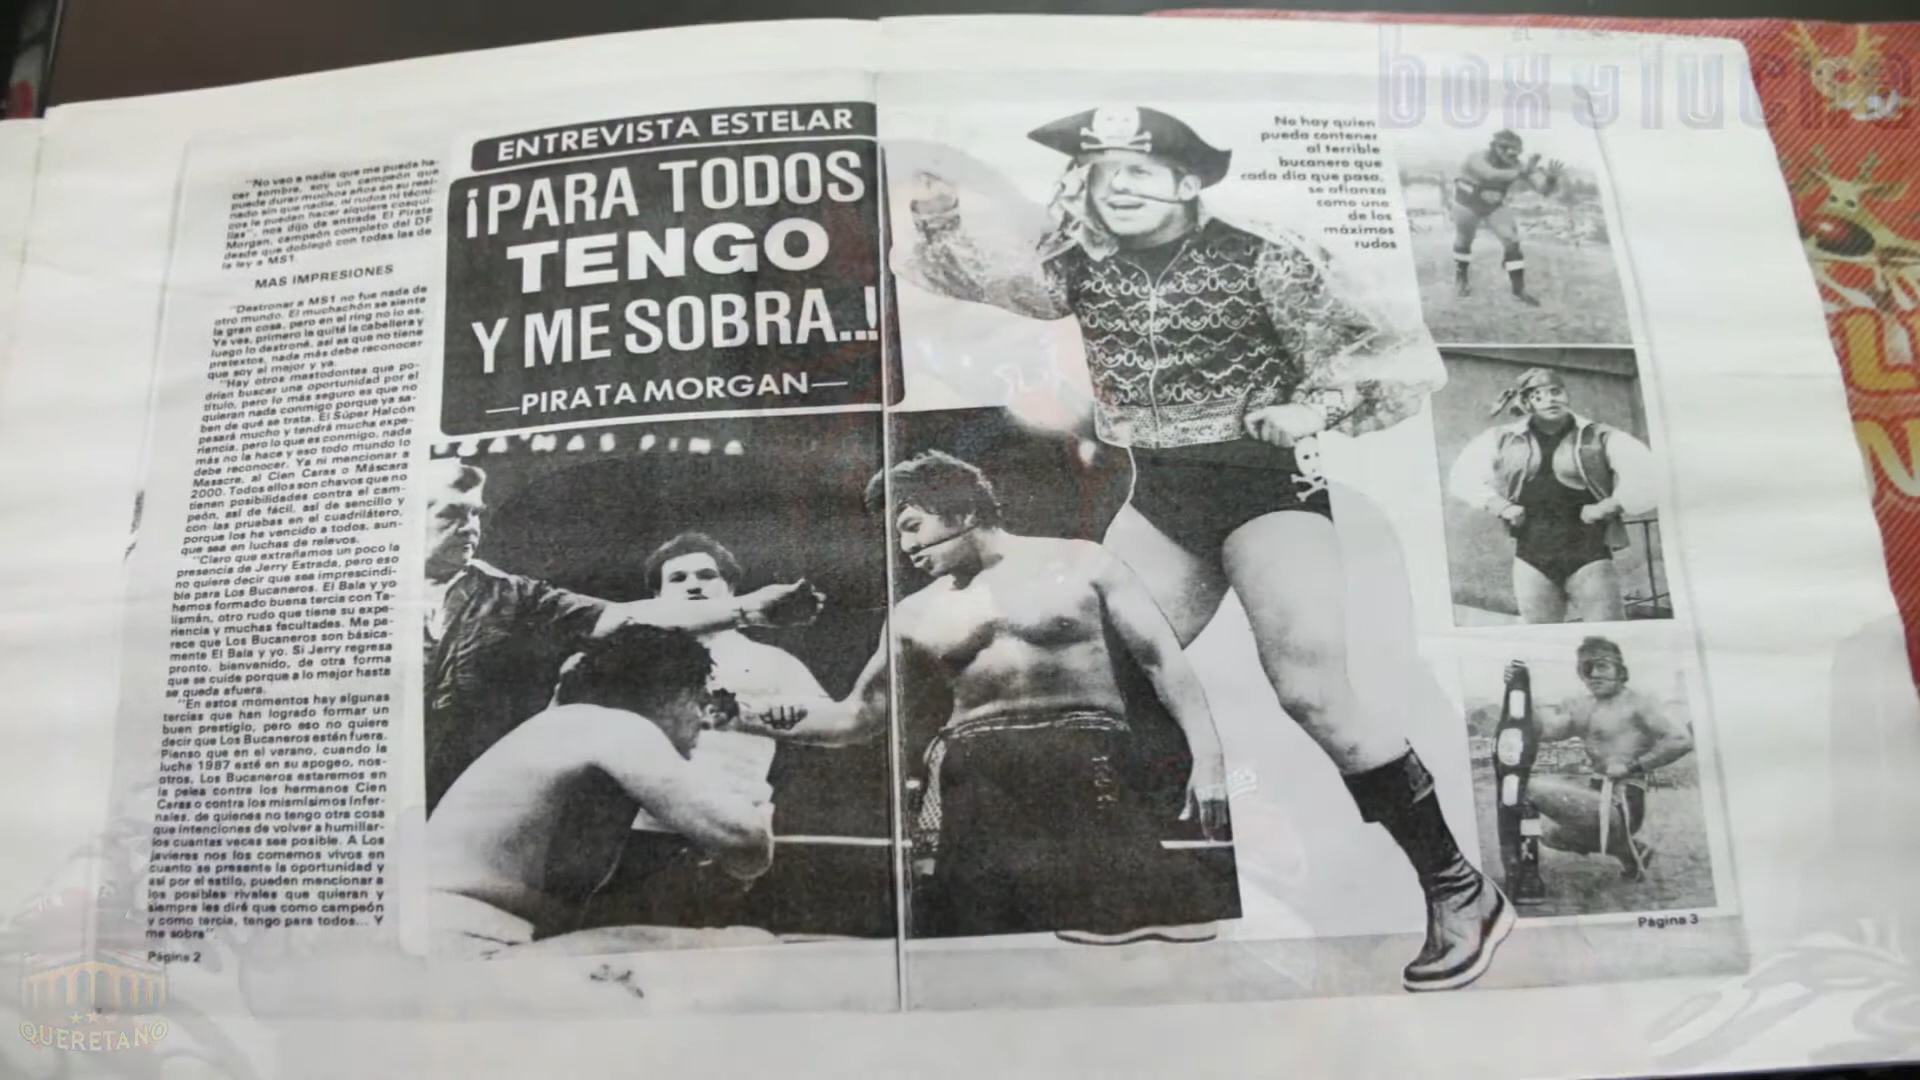 "No veo a nadie que me pueda ha-
cer sombra, soy un campeón que
puede durar muchos años en su rei-
nado sin que nadie, ni rudos ni técni-
cos le puedan hacer siquiera cosqui-
llas", nos dijo de entrada El Pirata
Morgan, campeón completo del DF
desde que doblegó con todas las de
la ley a MS1.
MAS IMPRESIONES
"Destronar a MS1 no fue nada de
otro mundo. El muchachón se siente
la gran cosa, pero en el ring no lo es.
Ya ves, primero le quité la cabellera y
luego lo destroné, así es que no tiene
pretextos, nada más debe reconocer
que soy el mejor y ya.
"Hay otros mastodontes que po-
drían buscar una oportunidad por el
título, pero lo más seguro es que no
quieran nada conmigo porque ya sa-
ben de qué se trata. El Súper Halcón
pesará mucho y tendrá mucha expe-
riencia, pero lo que es conmigo, nada
más no la hace y eso todo mundo lo
debe reconocer. Ya ni mencionar a
Masacre, al Cien Caras o Máscara
2000. Todos ellos son chavos que no
tienen posibilidades contra el cam-
peón, así de fácil, así de sencillo y
con las pruebas en el cuadrilátero,
porque los he vencido a todos, aun-
que sea en luchas de relevos.
"Claro que extrañamos un poco la
presencia de Jerry Estrada, pero eso
no quiere decir que sea imprescindi-
ble para Los Bucaneros. El Bala y yo
hemos formado buena tercia con Ta-
lismán, otro rudo que tiene su expe-
riencia y muchas facultades. Me pa-
rece que Los Bucaneros son básica-
mente El Bala y yo. Si Jerry regresa
pronto, bienvenido, de otra forma
que se cuide porque a lo mejor hasta
se queda afuera.
"En estos momentos hay algunas
tercias que han logrado formar un
buen prestigio, pero eso no quiere
decir que Los Bucaneros estén fuera.
Pienso que en el verano, cuando la
lucha 1987 esté en su apogeo, nos-
otros, Los Bucaneros estaremos en
la pelea contra los hermanos Cien
Caras o contra los mismísimos Infer-
nales, de quienes no tengo otra cosa
que intenciones de volver a humillar-
los cuantas veces sea posible. A Los
javieres nos los comemos vivos en
cuanto se presente la oportunidad y
así por el estilo, pueden mencionar a
los posibles rivales que quieran y
siempre les diré que como campeón
y como tercia, tengo para todos... Y
me sobra".
Página 2
ENTREVISTA ESTELAR
¡PARA TODOS
TENGO
Y ME SOBRA..!
—PIRATA MORGAN—
No hay quien
pueda contener
al terrible
bucanero que
cada día que pasa,
se afianza
como uno
de los
máximos
rudos
Página 3
box y lucha
QUERETANO